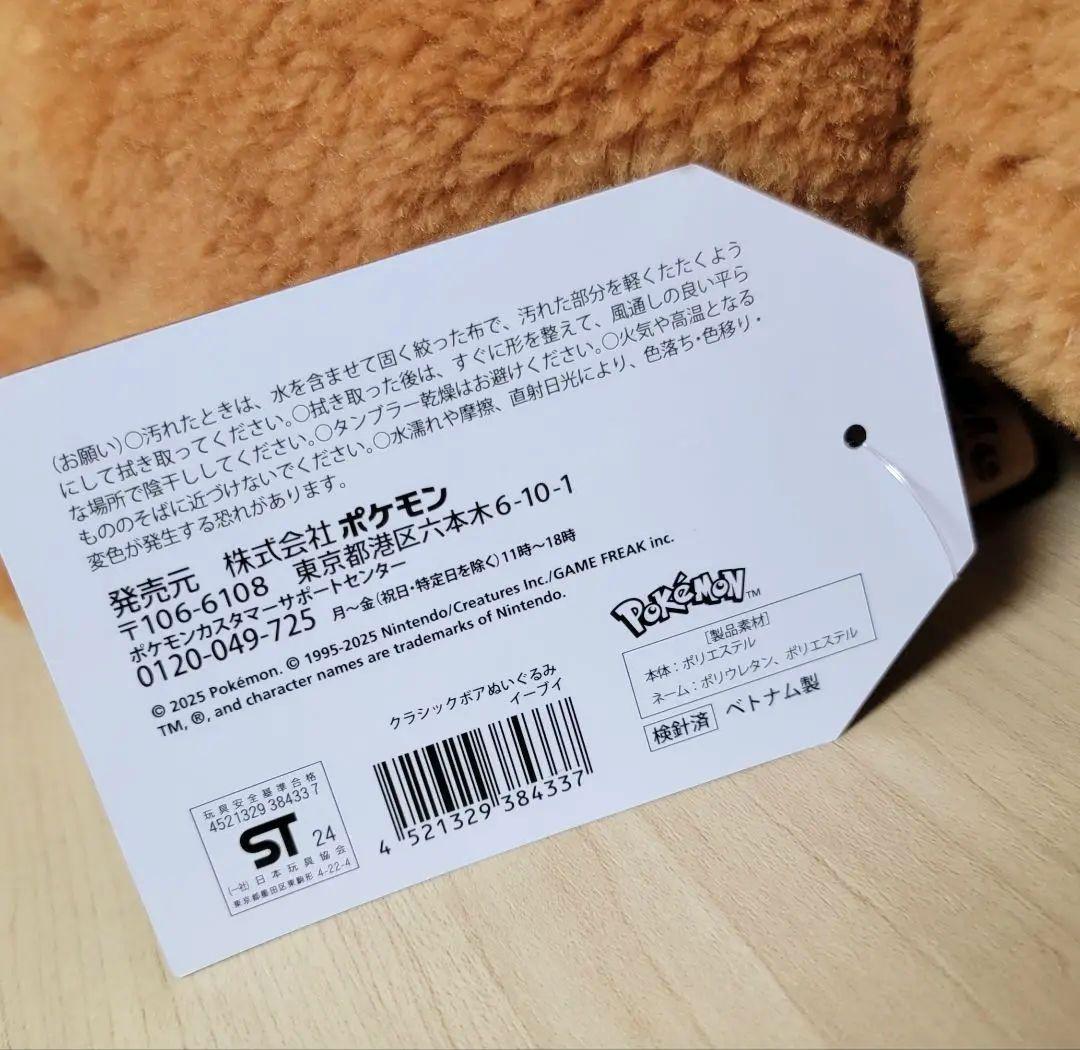 (お願い)○汚れたときは、水を含ませて固く絞った布で、汚れた部分を軽くたたくよう
にして拭き取ってください。○拭き取った後は、すぐに形を整えて、風通しの良い平ら
な場所で陰干ししてください。○タンブラー乾燥はお避けください。○火気や高温となる
もののそばに近づけないでください。○水濡れや摩擦、直射日光により、色落ち・色移り・
変色が発生する恐れがあります。
発売元 株式会社 ポケモン
〒106-6108 東京都港区六本木6-10-1
ポケモンカスタマーサポートセンター
0120-049-725 月〜金(祝日・特定日を除く)11時〜18時
© 2025 Pokémon. © 1995-2025 Nintendo/Creatures Inc./GAME FREAK inc.
TM, ®, and character names are trademarks of Nintendo.
POKéMON TM
[製品素材]
本体:ポリエステル
ネーム:ポリウレタン、ポリエステル
検針済 ベトナム製
クラシックボアぬいぐるみ
イーブイ
4 521329 384337
玩具安全基準合格
4521329 384337
ST 24
(一社)日本玩具協会
東京都墨田区東駒形 4-22-4